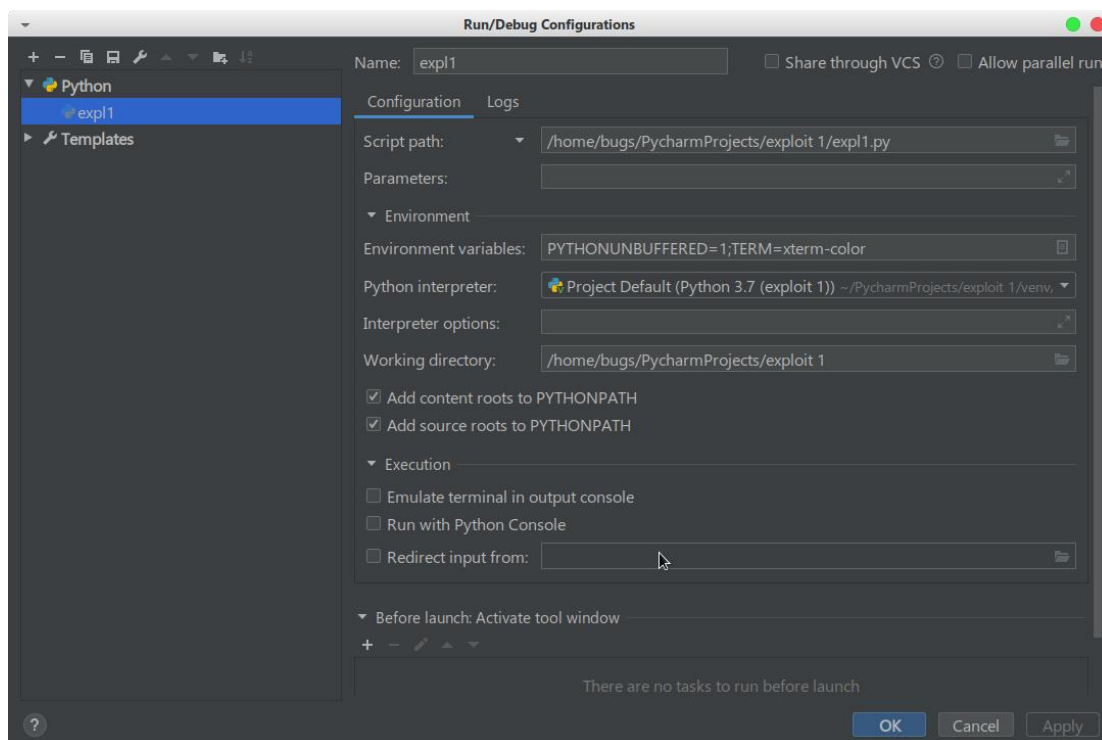 Run/Debug Configurations
Name: expl1
Share through VCS
Allow parallel run
Python
expl1
Templates
Configuration Logs
Script path: /home/bugs/PycharmProjects/exploit 1/expl1.py
Parameters:
Environment
Environment variables: PYTHONUNBUFFERED=1;TERM=xterm-color
Python interpreter: Project Default (Python 3.7 (exploit 1)) ~/PycharmProjects/exploit 1/venv,
Interpreter options:
Working directory: /home/bugs/PycharmProjects/exploit 1
Add content roots to PYTHONPATH
Add source roots to PYTHONPATH
Execution
Emulate terminal in output console
Run with Python Console
Redirect input from:
Before launch: Activate tool window
There are no tasks to run before launch
? OK Cancel Apply